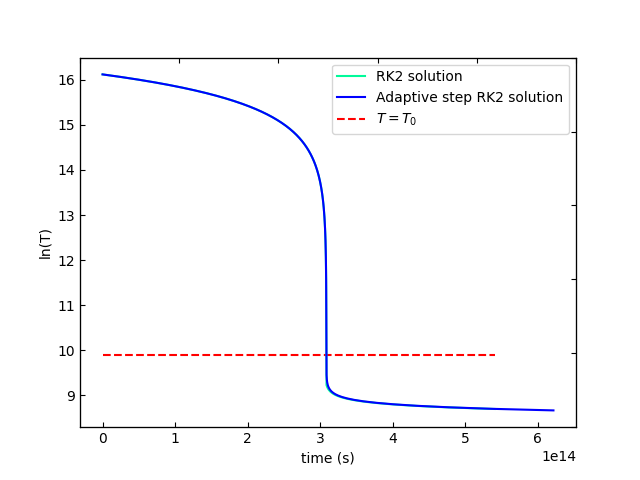 RK2 solution
Adaptive step RK2 solution
T = T₀
16
15
14
13
12
11
10
9
ln(T)
0 1 2 3 4 5 6
1e14
time (s)